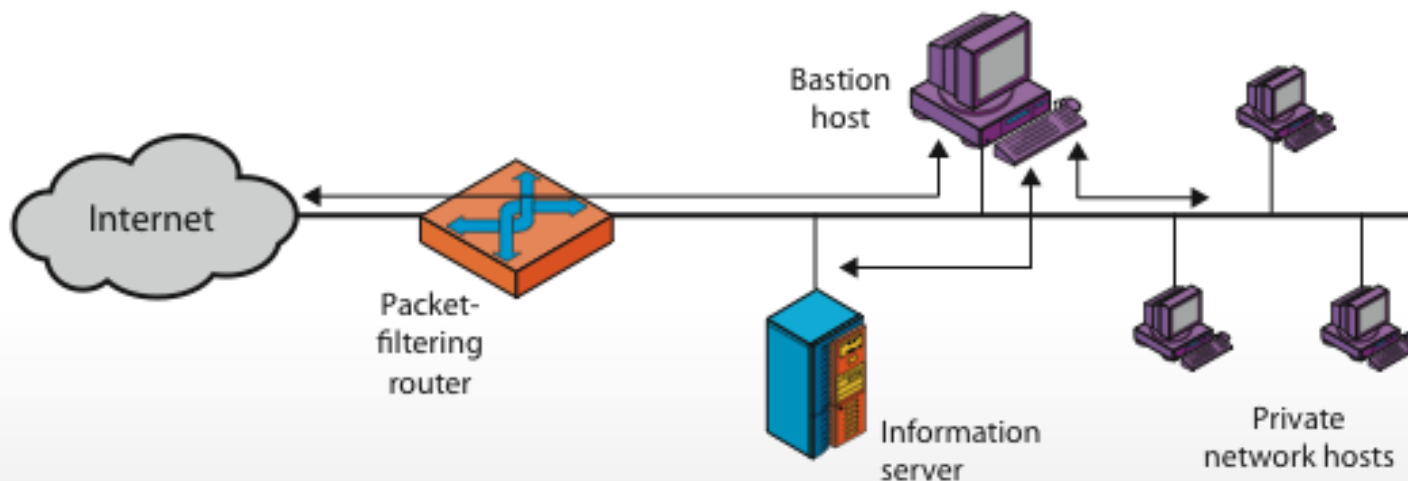 Bastion
host
Internet
Packet-
filtering
router
Information
server
Private
network hosts